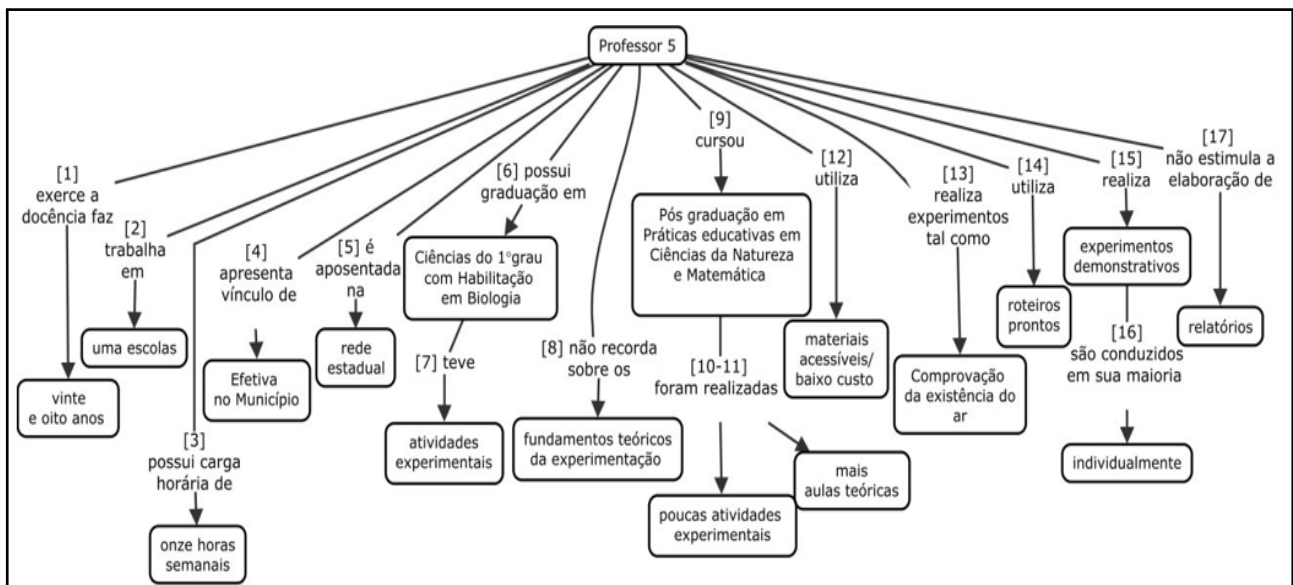 Professor 5
[1]
exerce a
docência faz
vinte
e oito anos
[2]
trabalha
em
uma escolas
[3]
possui carga
horária de
onze horas
semanais
[4]
apresenta
vínculo de
Efetiva
no Município
[5] é
aposentada
na
rede
estadual
[6] possui
graduação em
Ciências do 1°grau
com Habilitação
em Biologia
[7] teve
atividades
experimentais
[8] não recorda
sobre os
fundamentos teóricos
da experimentação
[9]
cursou
Pós graduação em
Práticas educativas em
Ciências da Natureza
e Matemática
[10-11]
foram realizadas
poucas atividades
experimentais
mais
aulas teóricas
[12]
utiliza
materiais
acessíveis/
baixo custo
[13]
realiza
experimentos
tal como
Comprovação
da existência do
ar
[14]
utiliza
roteiros
prontos
[15]
realiza
experimentos
demonstrativos
[16]
são conduzidos
em sua maioria
individualmente
[17]
não estimula a
elaboração de
relatórios